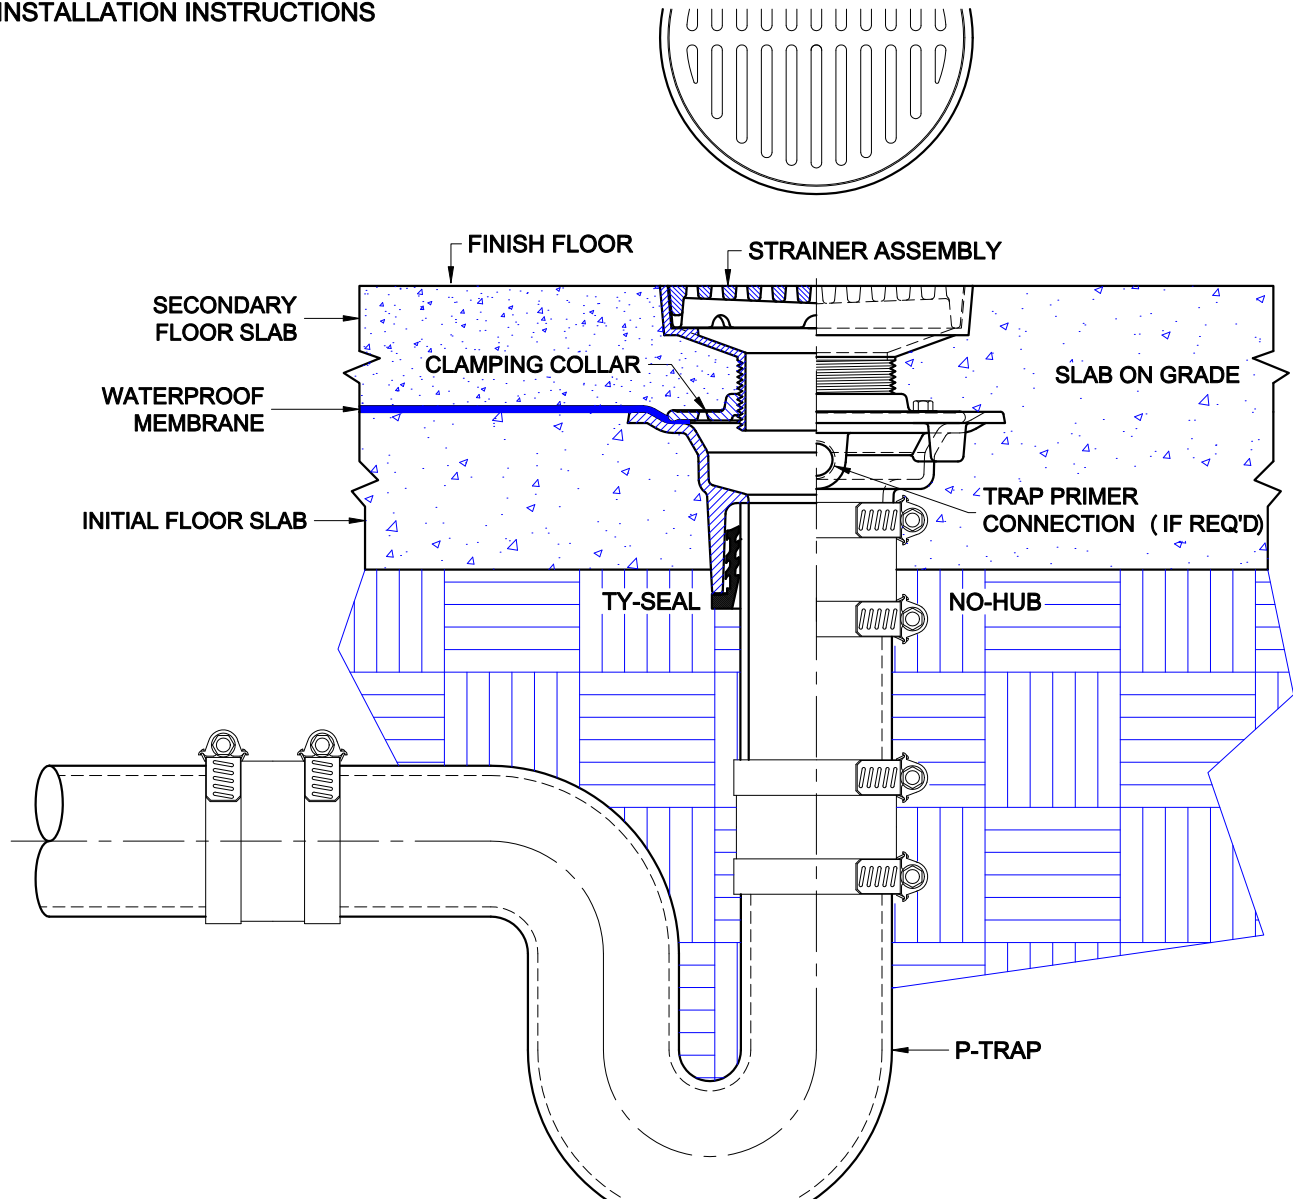 INSTALLATION INSTRUCTIONS
FINISH FLOOR
STRAINER ASSEMBLY
SECONDARY
FLOOR SLAB
CLAMPING COLLAR
SLAB ON GRADE
WATERPROOF
MEMBRANE
TRAP PRIMER
CONNECTION ( IF REQ'D)
INITIAL FLOOR SLAB
TY-SEAL
NO-HUB
P-TRAP